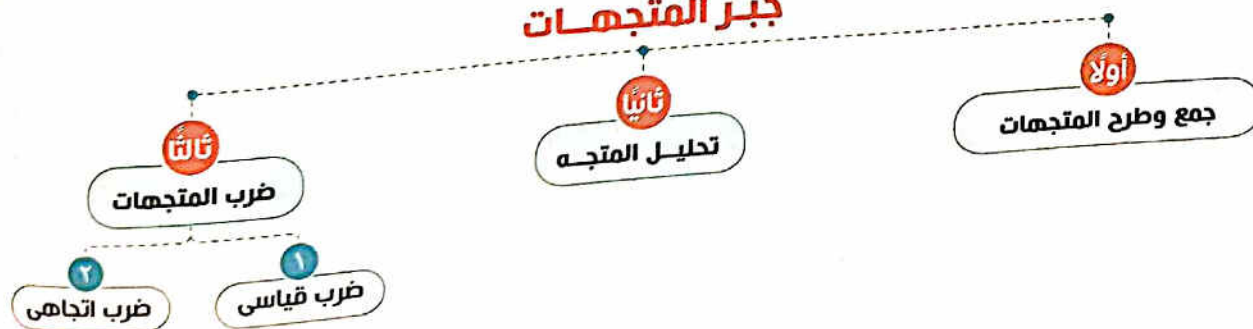 جبر المتجهات
أولًا
جمع وطرح المتجهات
ثانيًا
تحليل المتجه
ثالثًا
ضرب المتجهات
١
ضرب قياسى
٢
ضرب اتجاهى